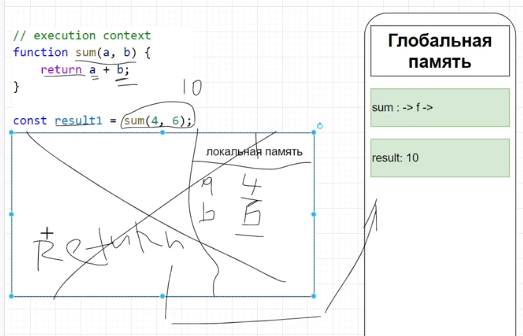 // execution context
function sum(a, b) {
return a + b;
}
10
const result1 = sum(4, 6);
локальная память
a 4
b 6
Return
Глобальная
память
sum : -> f ->
result: 10